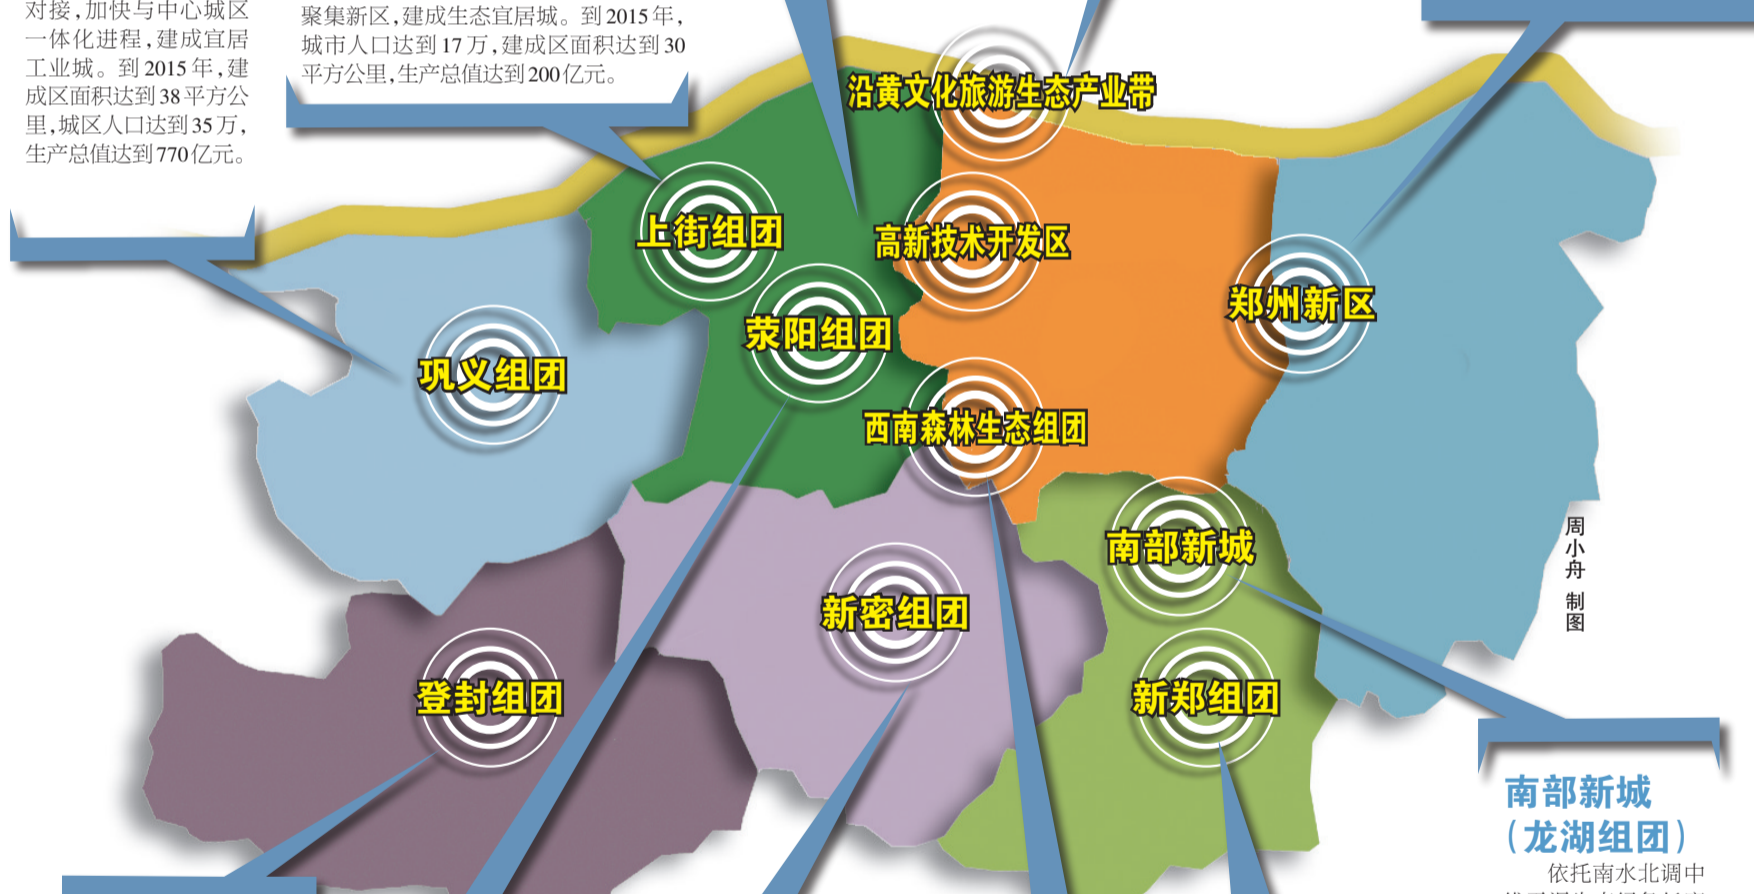 对接，加快与中心城区
一体化进程，建成宜居
工业城。到2015年，建
成区面积达到38平方公
里，城区人口达到35万，
生产总值达到770亿元。
聚集新区，建成生态宜居城。到2015年，
城市人口达到17万，建成区面积达到30
平方公里，生产总值达到200亿元。
沿黄文化旅游生态产业带
上街组团
高新技术开发区
郑州新区
荥阳组团
巩义组团
西南森林生态组团
南部新城
新密组团
登封组团
新郑组团
周小舟 制图
南部新城
（龙湖组团）
依托南水北调中